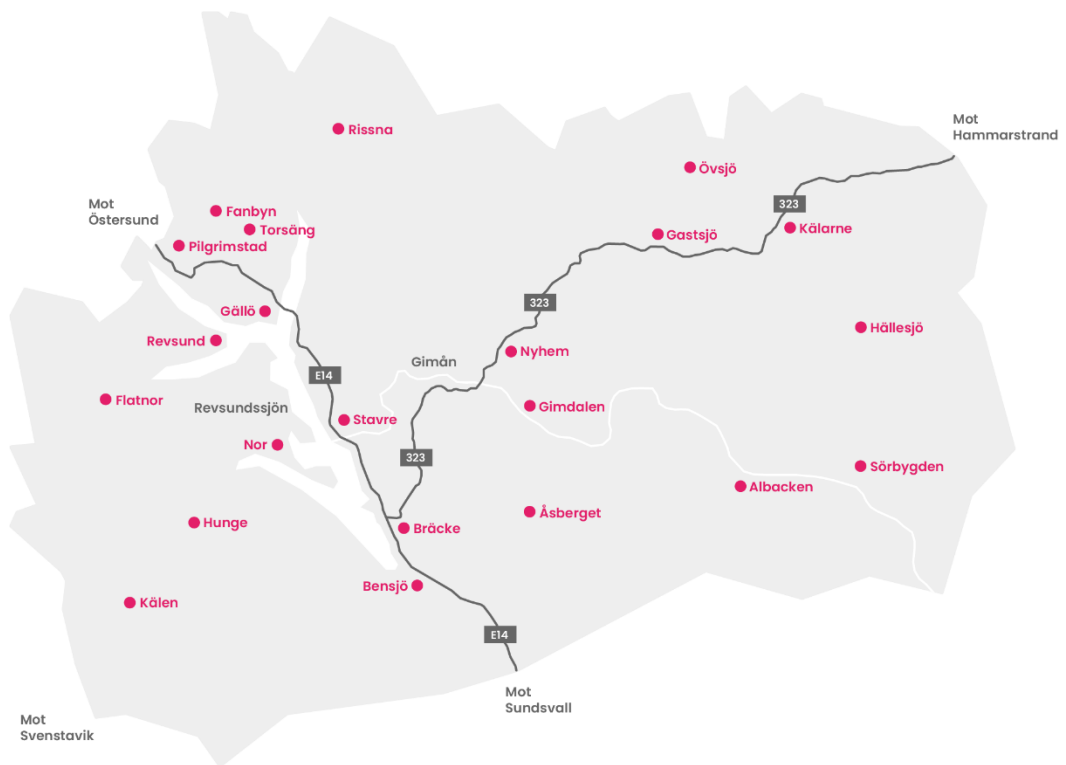 Rissna
Mot
Hammarstrand
Övsjö
Mot
Östersund
Fanbyn
323
Torsäng
Kälarne
Gastsjö
Pilgrimstad
323
Gällö
Hällesjö
Revsund
Nyhem
Gimån
E14
Flatnor
Revsundssjön
Gimdalen
Stavre
Nor
323
Sörbygden
Albacken
Åsberget
Hunge
Bräcke
Bensjö
Kälen
E14
Mot
Sundsvall
Mot
Svenstavik